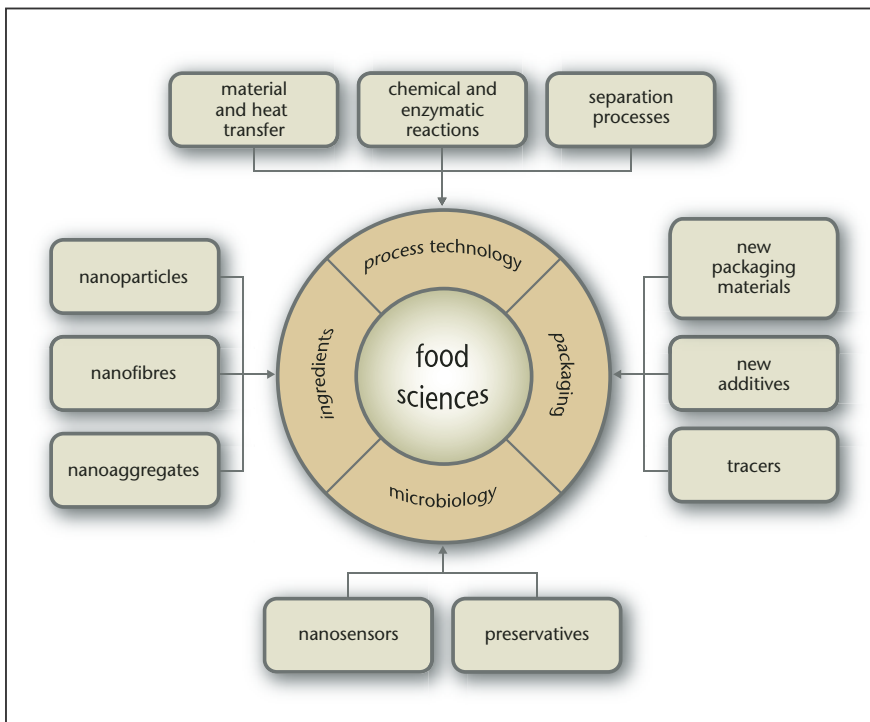 material
and heat
transfer
chemical and
enzymatic
reactions
separation
processes
process technology
nanoparticles
nanofibres
nanoaggregates
ingredients
food
sciences
packaging
new
packaging
materials
new
additives
tracers
microbiology
nanosensors
preservatives